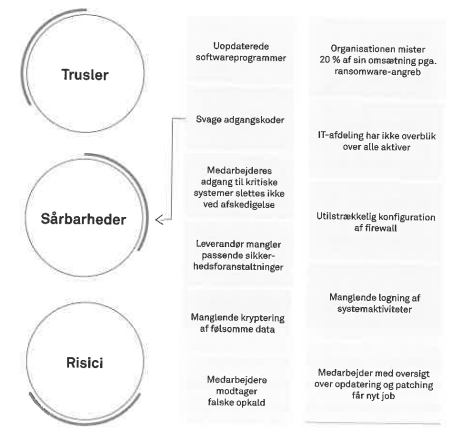 Trusler
Sårbarheder
Risici
Uopdaterede
softwareprogrammer
Svage adgangskoder
Medarbejderes
adgang til kritiske
systemer slettes ikke
ved afskedigelse
Leverandør mangler
passende sikker-
hedsforanstaltninger
Manglende kryptering
af følsomme data
Medarbejdere
modtager
falske opkald
Organisationen mister
20 % af sin omsætning pga.
ransomware-angreb
IT-afdeling har ikke overblik
over alle aktiver
Utilstrækkelig konfiguration
af firewall
Manglende logning af
systemaktiviteter
Medarbejder med oversigt
over opdatering og patching
får nyt job